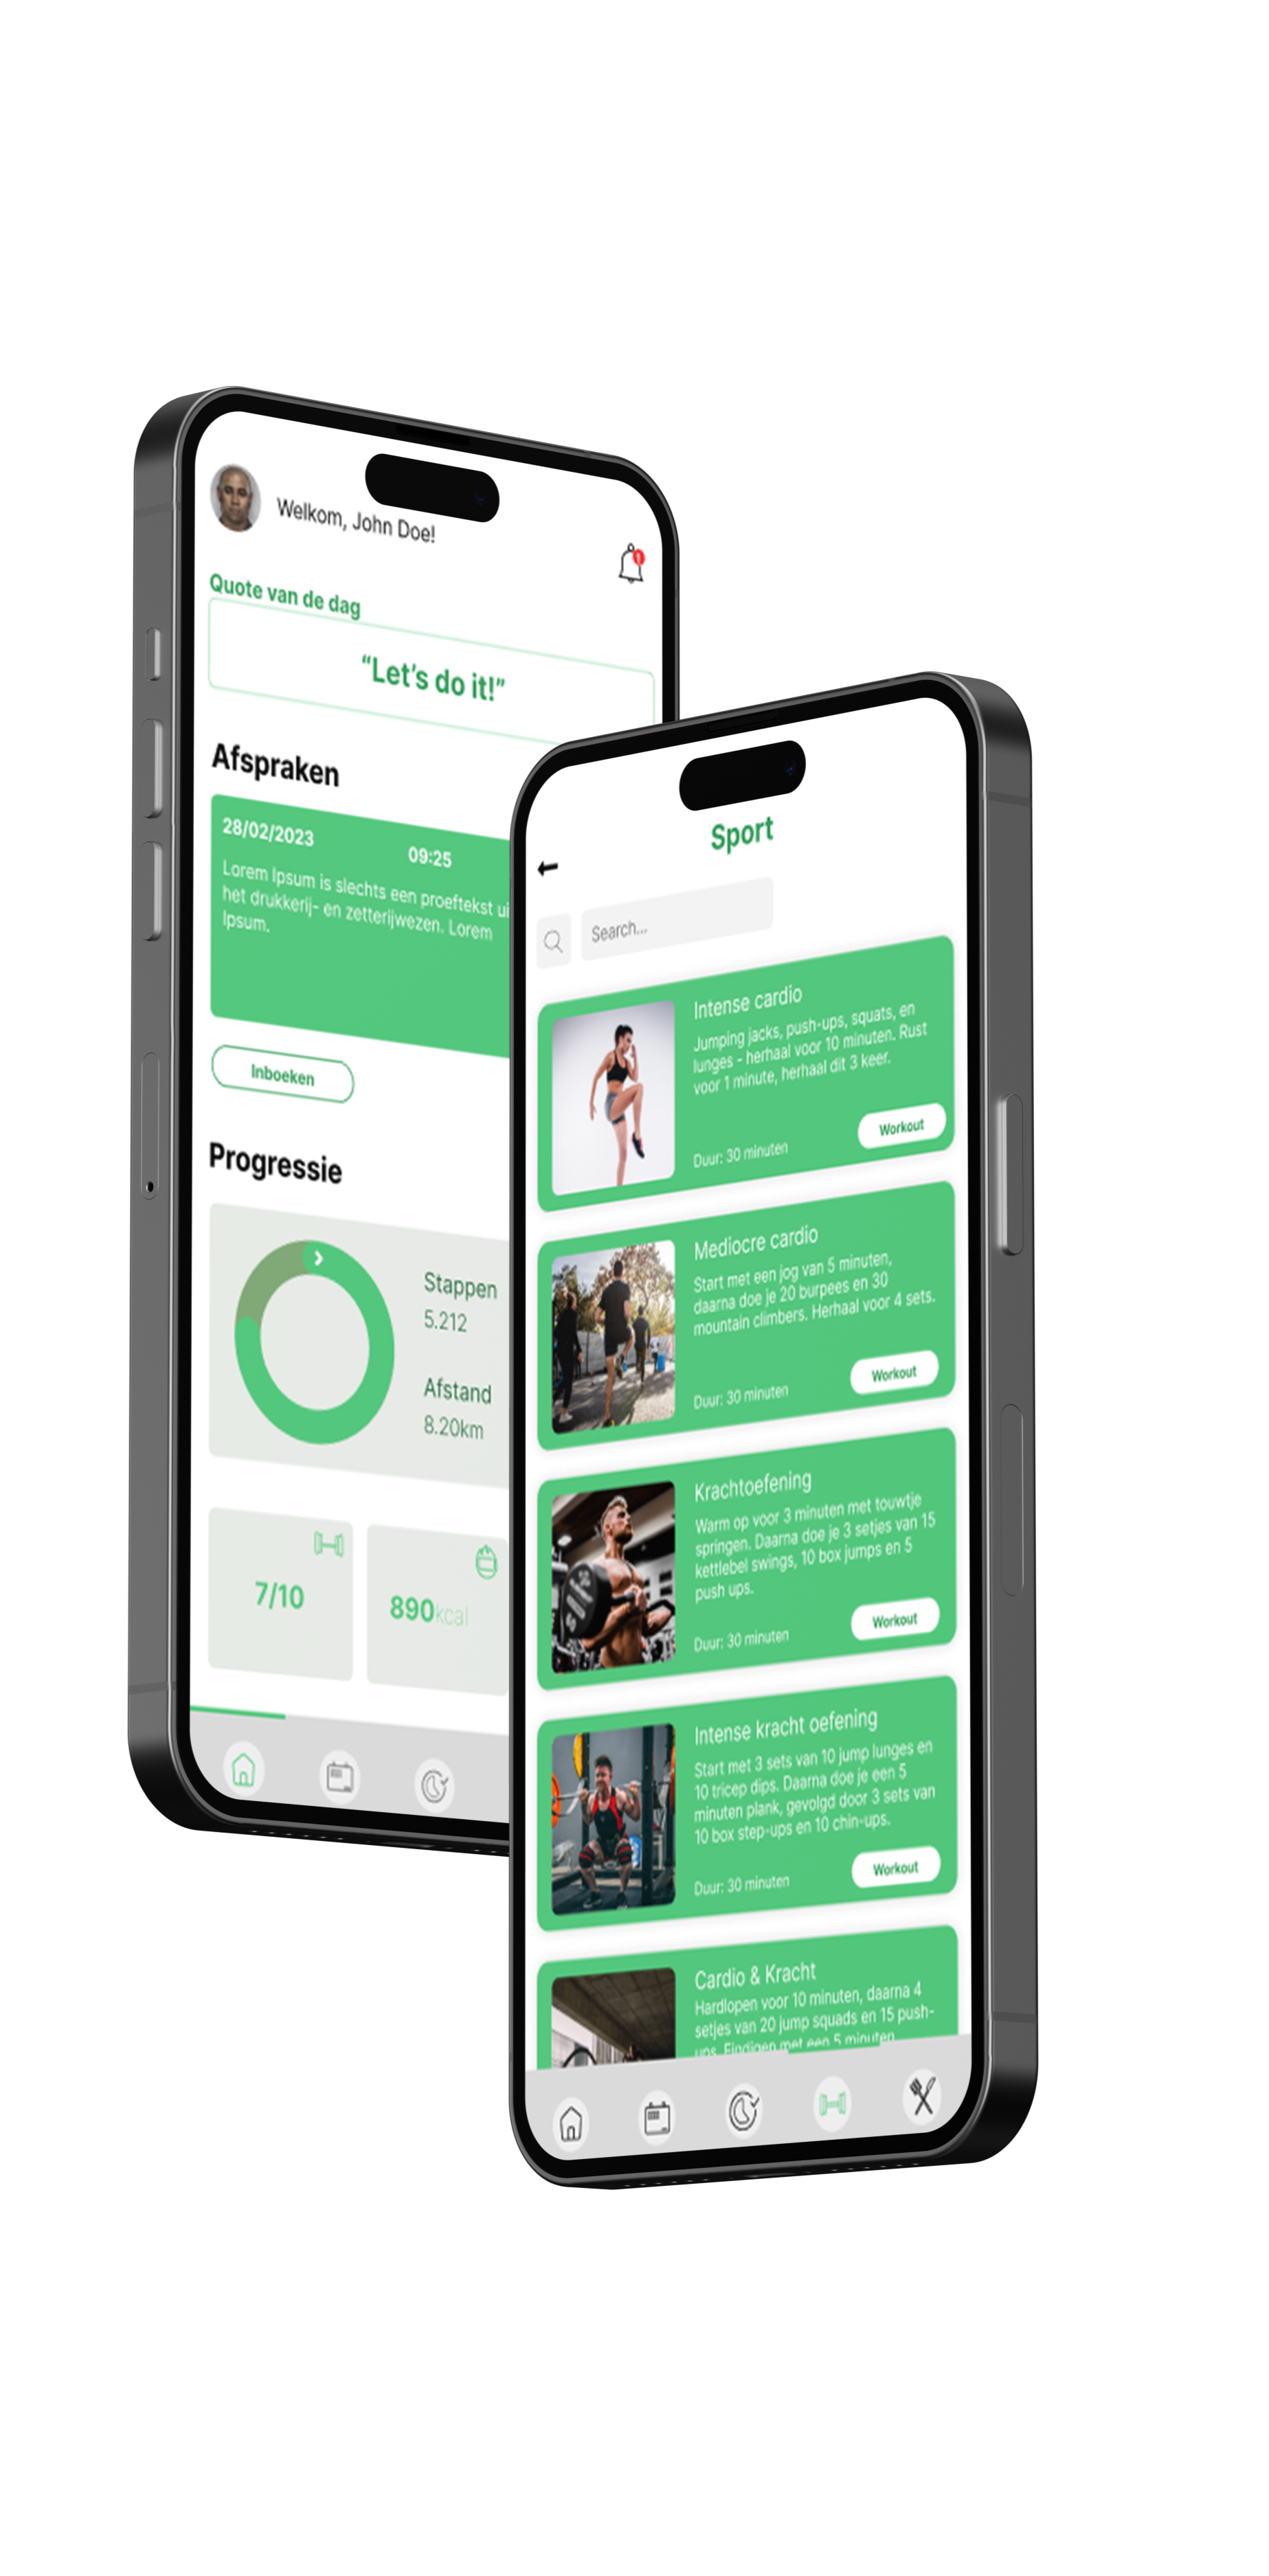 Welkom, John Doe!
1
Quote van de dag
“Let’s do it!”
Afspraken
28/02/2023
09:25
Lorem Ipsum is slechts een proeftekst ui
het drukkerij- en zetterijwezen. Lorem
Ipsum.
Inboeken
Progressie
Stappen
5.212
Afstand
8.20km
7/10
890kcal
Sport
Search...
Intense cardio
Jumping jacks, push-ups, squats, en
lunges - herhaal voor 10 minuten. Rust
voor 1 minute, herhaal dit 3 keer.
Duur: 30 minuten
Workout
Mediocre cardio
Start met een jog van 5 minuten,
daarna doe je 20 burpees en 30
mountain climbers. Herhaal voor 4 sets.
Duur: 30 minuten
Workout
Krachtoefening
Warm op voor 3 minuten met touwtje
springen. Daarna doe je 3 setjes van 15
kettlebel swings, 10 box jumps en 5
push ups.
Duur: 30 minuten
Workout
Intense kracht oefening
Start met 3 sets van 10 jump lunges en
10 tricep dips. Daarna doe je een 5
minuten plank, gevolgd door 3 sets van
10 box step-ups en 10 chin-ups.
Duur: 30 minuten
Workout
Cardio & Kracht
Hardlopen voor 10 minuten, daarna 4
setjes van 20 jump squads en 15 push-
ups. Eindigen met een 5 minuten